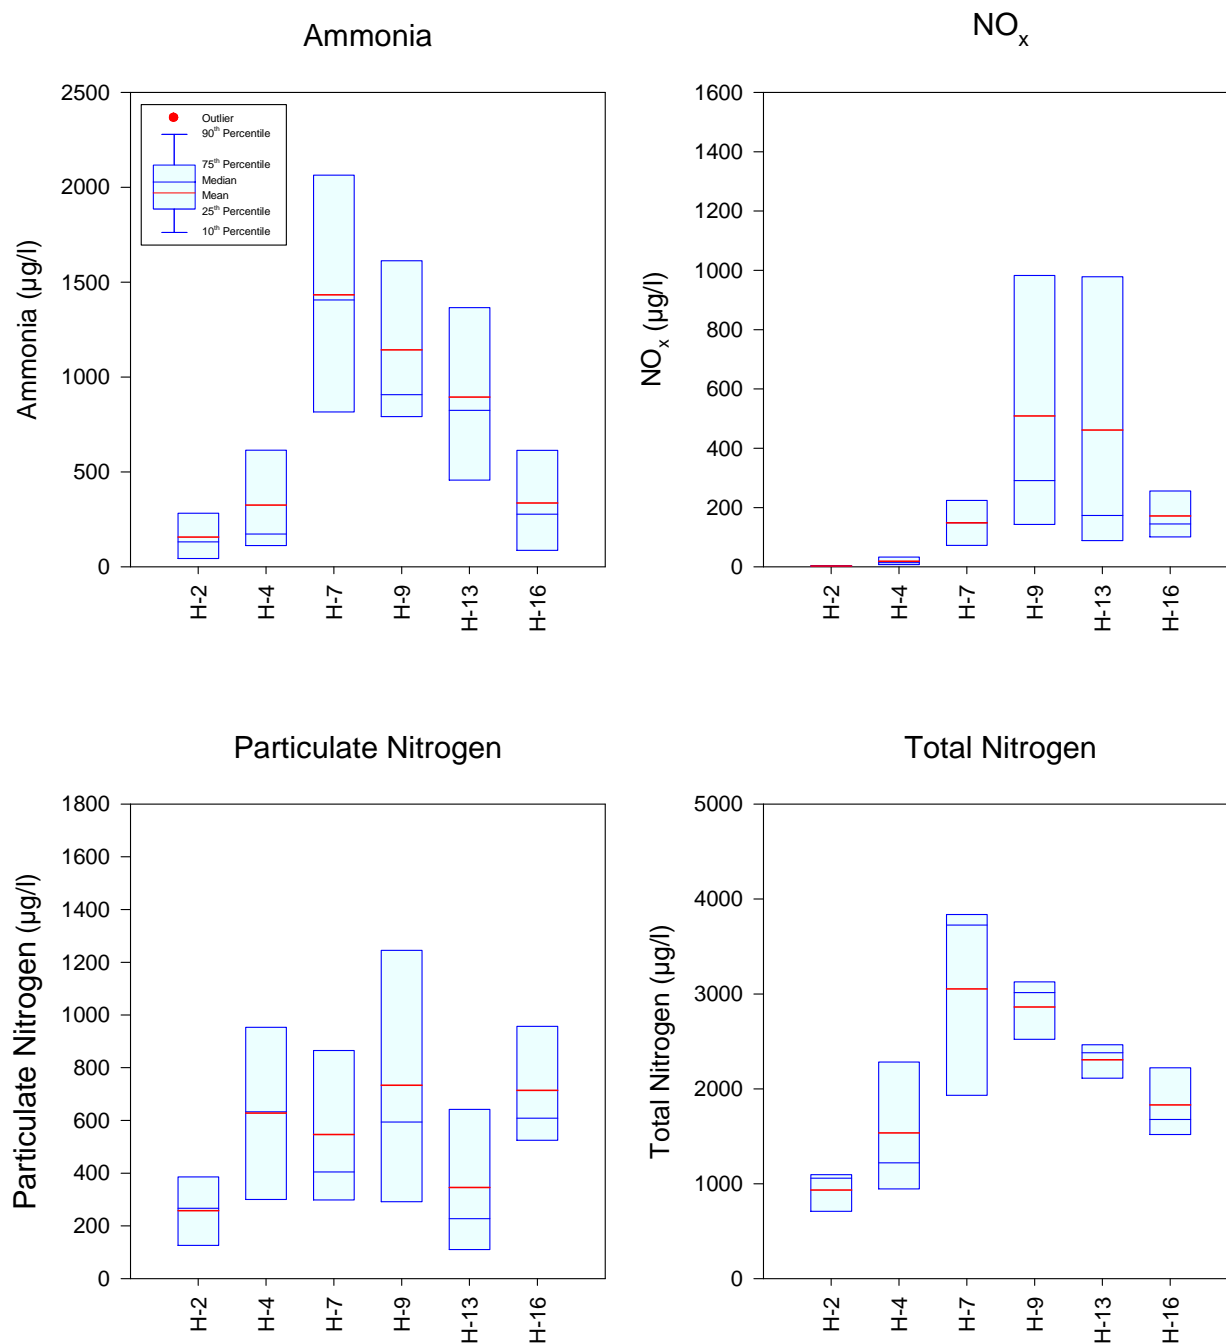 Ammonia
2500
2000
1500
1000
500
0
Ammonia (µg/l)
Outlier
90th Percentile
75th Percentile
Median
Mean
25th Percentile
10th Percentile
H-2
H-4
H-7
H-9
H-13
H-16
NOx
1600
1400
1200
1000
800
600
400
200
0
NOx (µg/l)
H-2
H-4
H-7
H-9
H-13
H-16
Particulate Nitrogen
1800
1600
1400
1200
1000
800
600
400
200
0
Particulate Nitrogen (µg/l)
H-2
H-4
H-7
H-9
H-13
H-16
Total Nitrogen
5000
4000
3000
2000
1000
0
Total Nitrogen (µg/l)
H-2
H-4
H-7
H-9
H-13
H-16